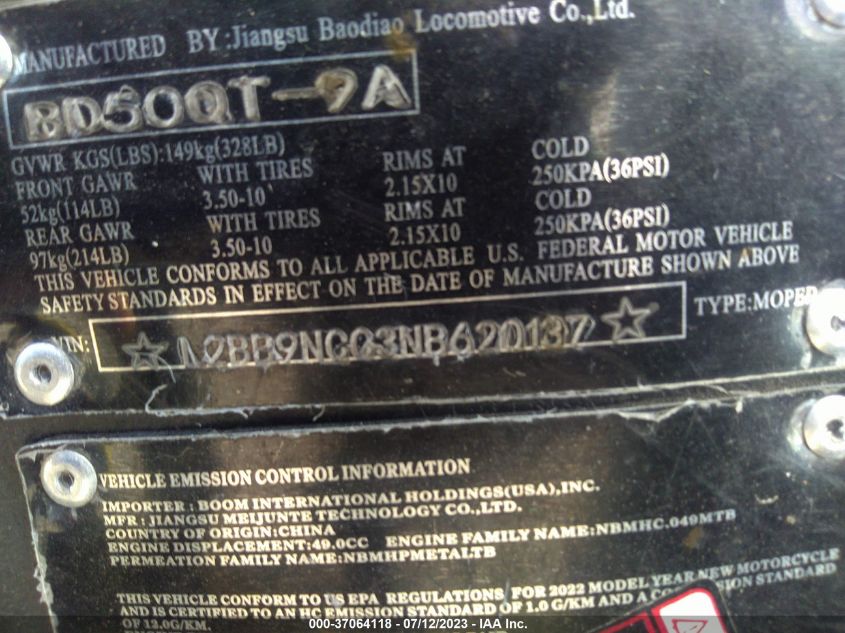 MANUFACTURED BY:Jiangsu Baodiao Locomotive Co.,Ltd.
BD50QT-9A
GVWR KGS(LBS):149kg(328LB)
FRONT GAWR WITH TIRES RIMS AT COLD
52kg(114LB) 3.50-10 2.15X10 250KPA(36PSI)
REAR GAWR WITH TIRES RIMS AT COLD
97kg(214LB) 3.50-10 2.15X10 250KPA(36PSI)
THIS VEHICLE CONFORMS TO ALL APPLICABLE U.S. FEDERAL MOTOR VEHICLE
SAFETY STANDARDS IN EFFECT ON THE DATE OF MANUFACTURE SHOWN ABOVE
VIN: TYPE:MOPED
VEHICLE EMISSION CONTROL INFORMATION
IMPORTER : BOOM INTERNATIONAL HOLDINGS(USA),INC.
MFR : JIANGSU MEIJUNTE TECHNOLOGY CO.,LTD.
COUNTRY OF ORIGIN:CHINA
ENGINE DISPLACEMENT:49.0CC ENGINE FAMILY NAME:NBMHC.049MTB
PERMEATION FAMILY NAME:NBMHPMETALTB
THIS VEHICLE CONFORM TO US EPA REGULATIONS, FOR 2022 MODEL YEAR NEW MOTORCYCLE
AND IS CERTIFIED TO AN HC EMISSION STANDARD OF 1.0 G/KM AND A STANDARD
OF 12.0G/KM.
000-37064118 - 07/12/2023 - IAA Inc.